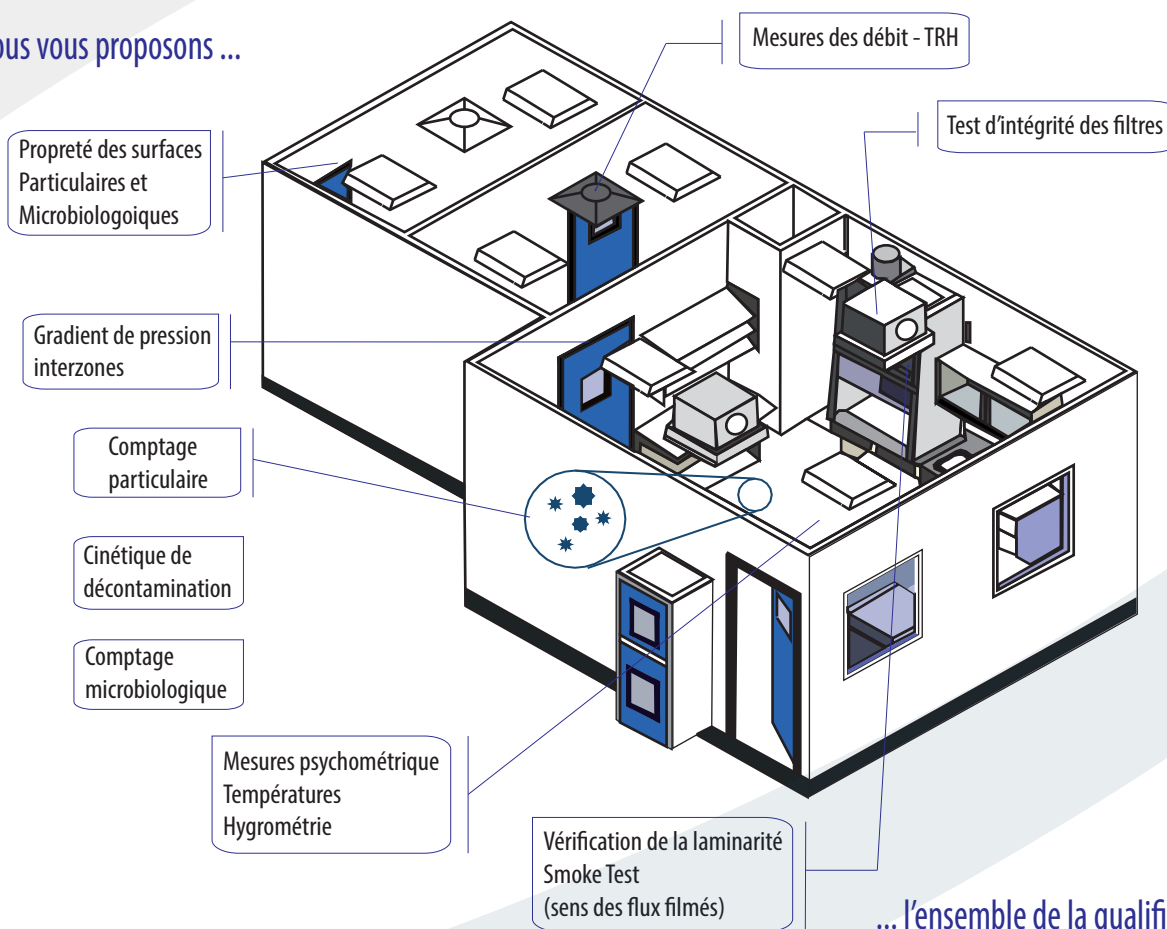 ous vous proposons ...
Mesures des débit - TRH
Test d'intégrité des filtres
Propreté des surfaces
Particulaires et
Microbiologoiques
Gradient de pression
interzones
Comptage
particulaire
Cinétique de
décontamination
Comptage
microbiologique
Mesures psychométrique
Températures
Hygrométrie
Vérification de la laminarité
Smoke Test
(sens des flux filmés)
... l'ensemble de la qualifi